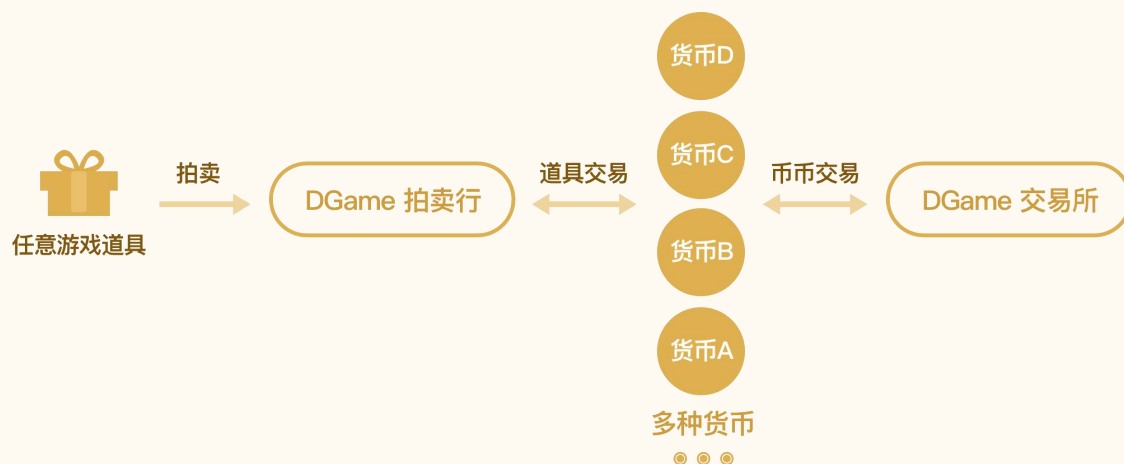 任意游戏道具
拍卖
DGame 拍卖行
道具交易
货币D
货币C
货币B
货币A
多种货币
币币交易
DGame 交易所